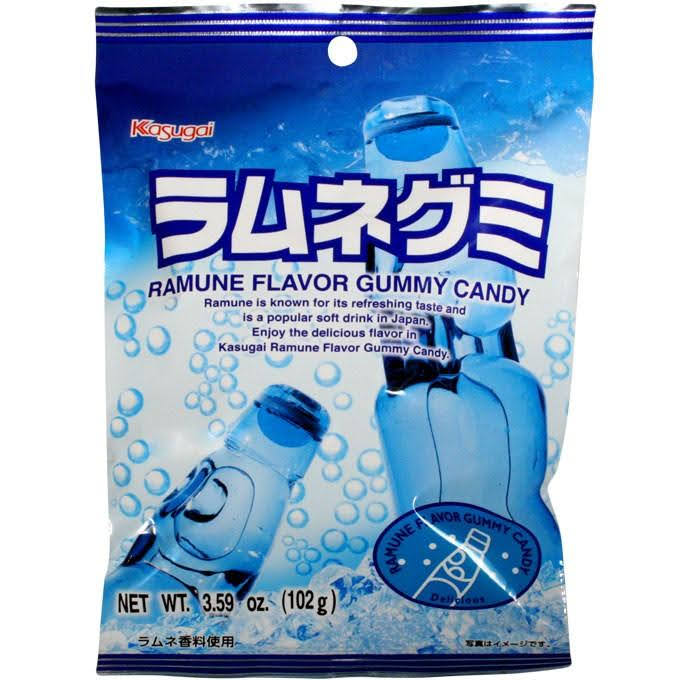 Kasugai
ラムネグミ
RAMUNE FLAVOR GUMMY CANDY
Ramune is known for its refreshing taste and
is a popular soft drink in Japan.
Enjoy the delicious flavor in
Kasugai Ramune Flavor Gummy Candy.
RAMUNE FLAVOR GUMMY CANDY
Delicious
NET WT. 3.59 oz. (102g)
ラムネ香料使用
写真はイメージです。